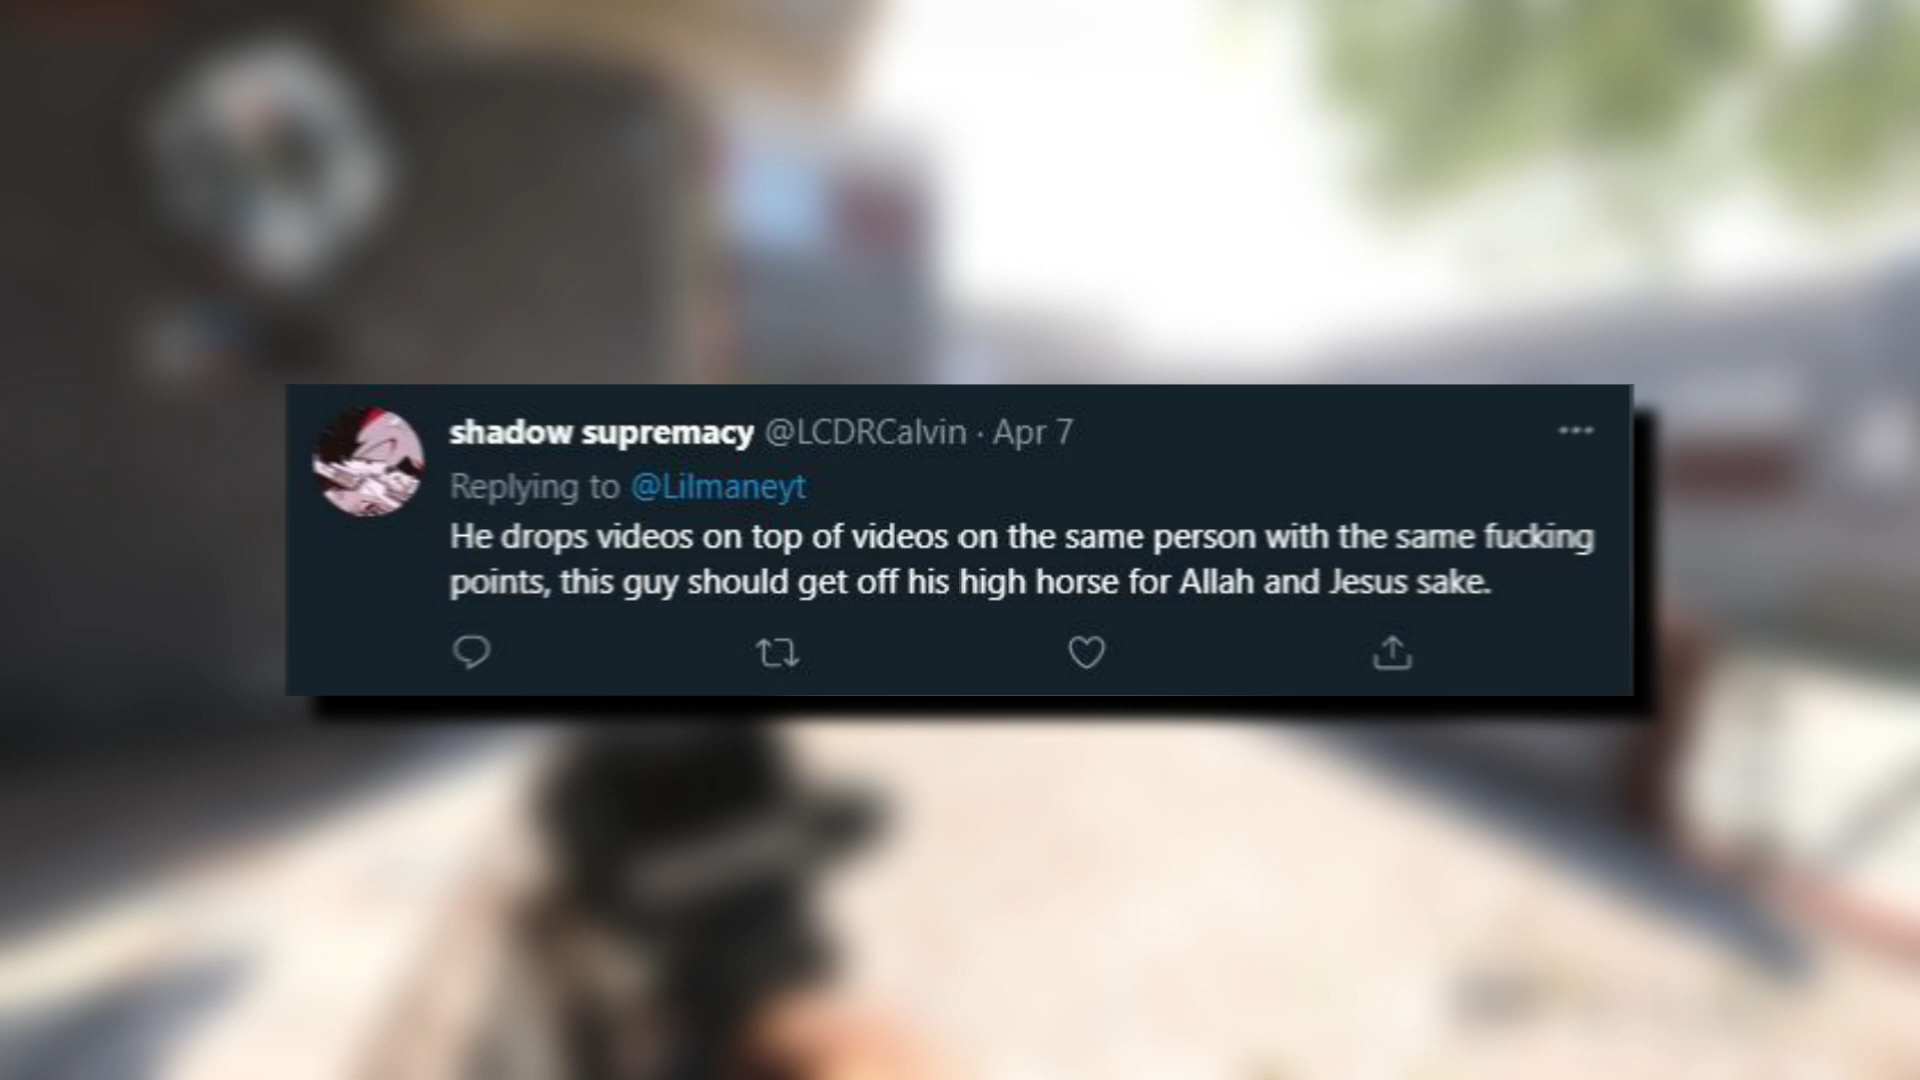 shadow supremacy @LCDRCalvin · Apr 7
Replying to @Lilmaneyt
He drops videos on top of videos on the same person with the same fucking
points, this guy should get off his high horse for Allah and Jesus sake.